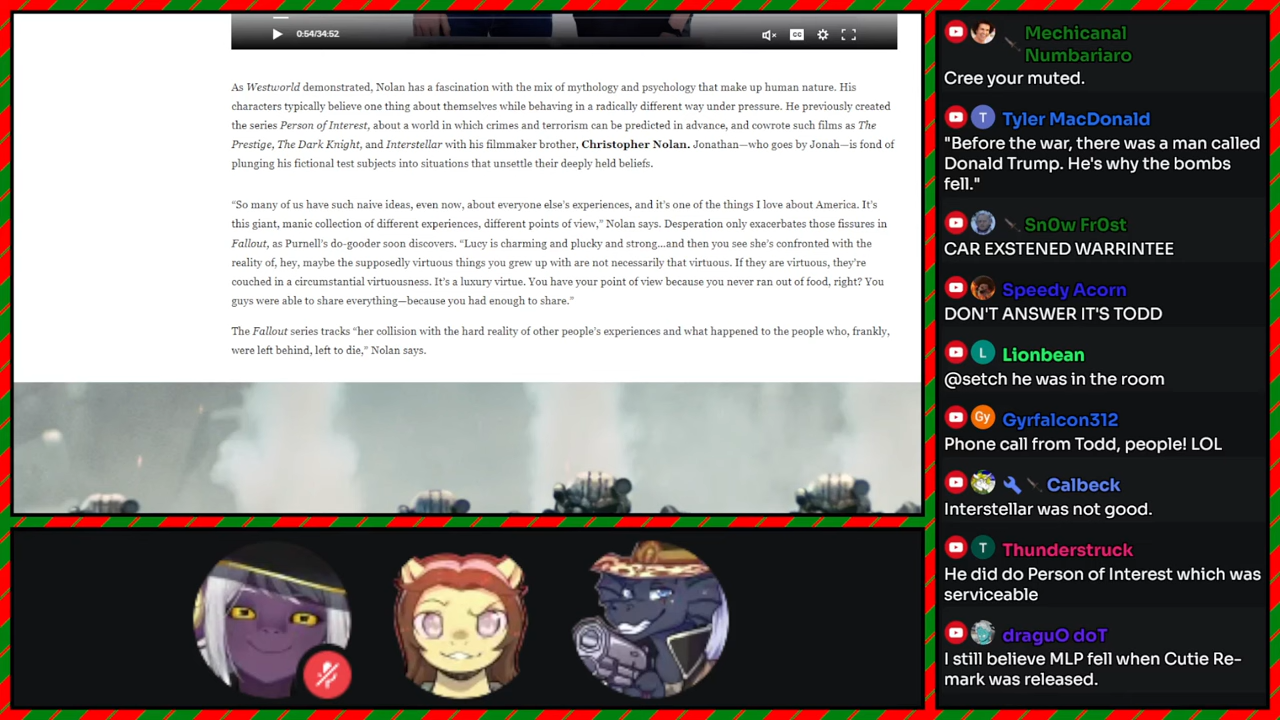 0:54/34:52
CC
As Westworld demonstrated, Nolan has a fascination with the mix of mythology and psychology that make up human nature. His
characters typically believe one thing about themselves while behaving in a radically different way under pressure. He previously created
the series Person of Interest, about a world in which crimes and terrorism can be predicted in advance, and cowrote such films as The
Prestige, The Dark Knight, and Interstellar with his filmmaker brother, Christopher Nolan. Jonathan—who goes by Jonah—is fond of
plunging his fictional test subjects into situations that unsettle their deeply held beliefs.
“So many of us have such naive ideas, even now, about everyone else’s experiences, and it’s one of the things I love about America. It’s
this giant, manic collection of different experiences, different points of view,” Nolan says. Desperation only exacerbates those fissures in
Fallout, as Purnell’s do-gooder soon discovers. “Lucy is charming and plucky and strong…and then you see she’s confronted with the
reality of, hey, maybe the supposedly virtuous things you grew up with are not necessarily that virtuous. If they are virtuous, they’re
couched in a circumstantial virtuousness. It’s a luxury virtue. You have your point of view because you never ran out of food, right? You
guys were able to share everything—because you had enough to share.”
The Fallout series tracks “her collision with the hard reality of other people’s experiences and what happened to the people who, frankly,
were left behind, left to die,” Nolan says.
Mechicanal
Numbariaro
Cree your muted.
T Tyler MacDonald
"Before the war, there was a man called
Donald Trump. He's why the bombs
fell."
Sn0w Fr0st
CAR EXSTENED WARRINTEE
Speedy Acorn
DON'T ANSWER IT'S TODD
L Lionbean
@setch he was in the room
Gy Gyrfalcon312
Phone call from Todd, people! LOL
Calbeck
Interstellar was not good.
T Thunderstruck
He did do Person of Interest which was
serviceable
draguO doT
I still believe MLP fell when Cutie Re-
mark was released.